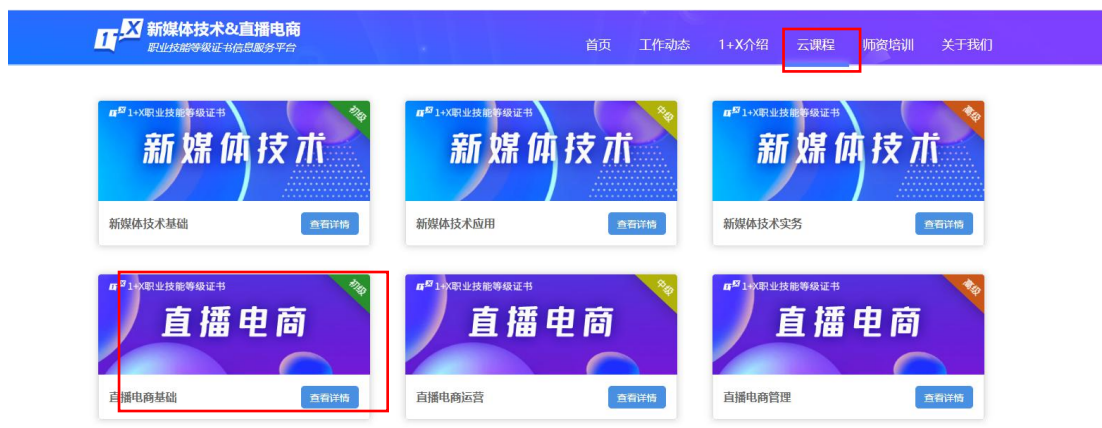 1+X 新媒体技术&直播电商
职业技能等级证书信息服务平台
首页 工作动态 1+X介绍 云课程 师资培训 关于我们
1+X 1+X职业技能等级证书 初级
新媒体技术
新媒体技术基础 查看详情
1+X 1+X职业技能等级证书 中级
新媒体技术
新媒体技术应用 查看详情
1+X 1+X职业技能等级证书 高级
新媒体技术
新媒体技术实务 查看详情
1+X 1+X职业技能等级证书 初级
直播电商
直播电商基础 查看详情
1+X 1+X职业技能等级证书 中级
直播电商
直播电商运营 查看详情
1+X 1+X职业技能等级证书 高级
直播电商
直播电商管理 查看详情